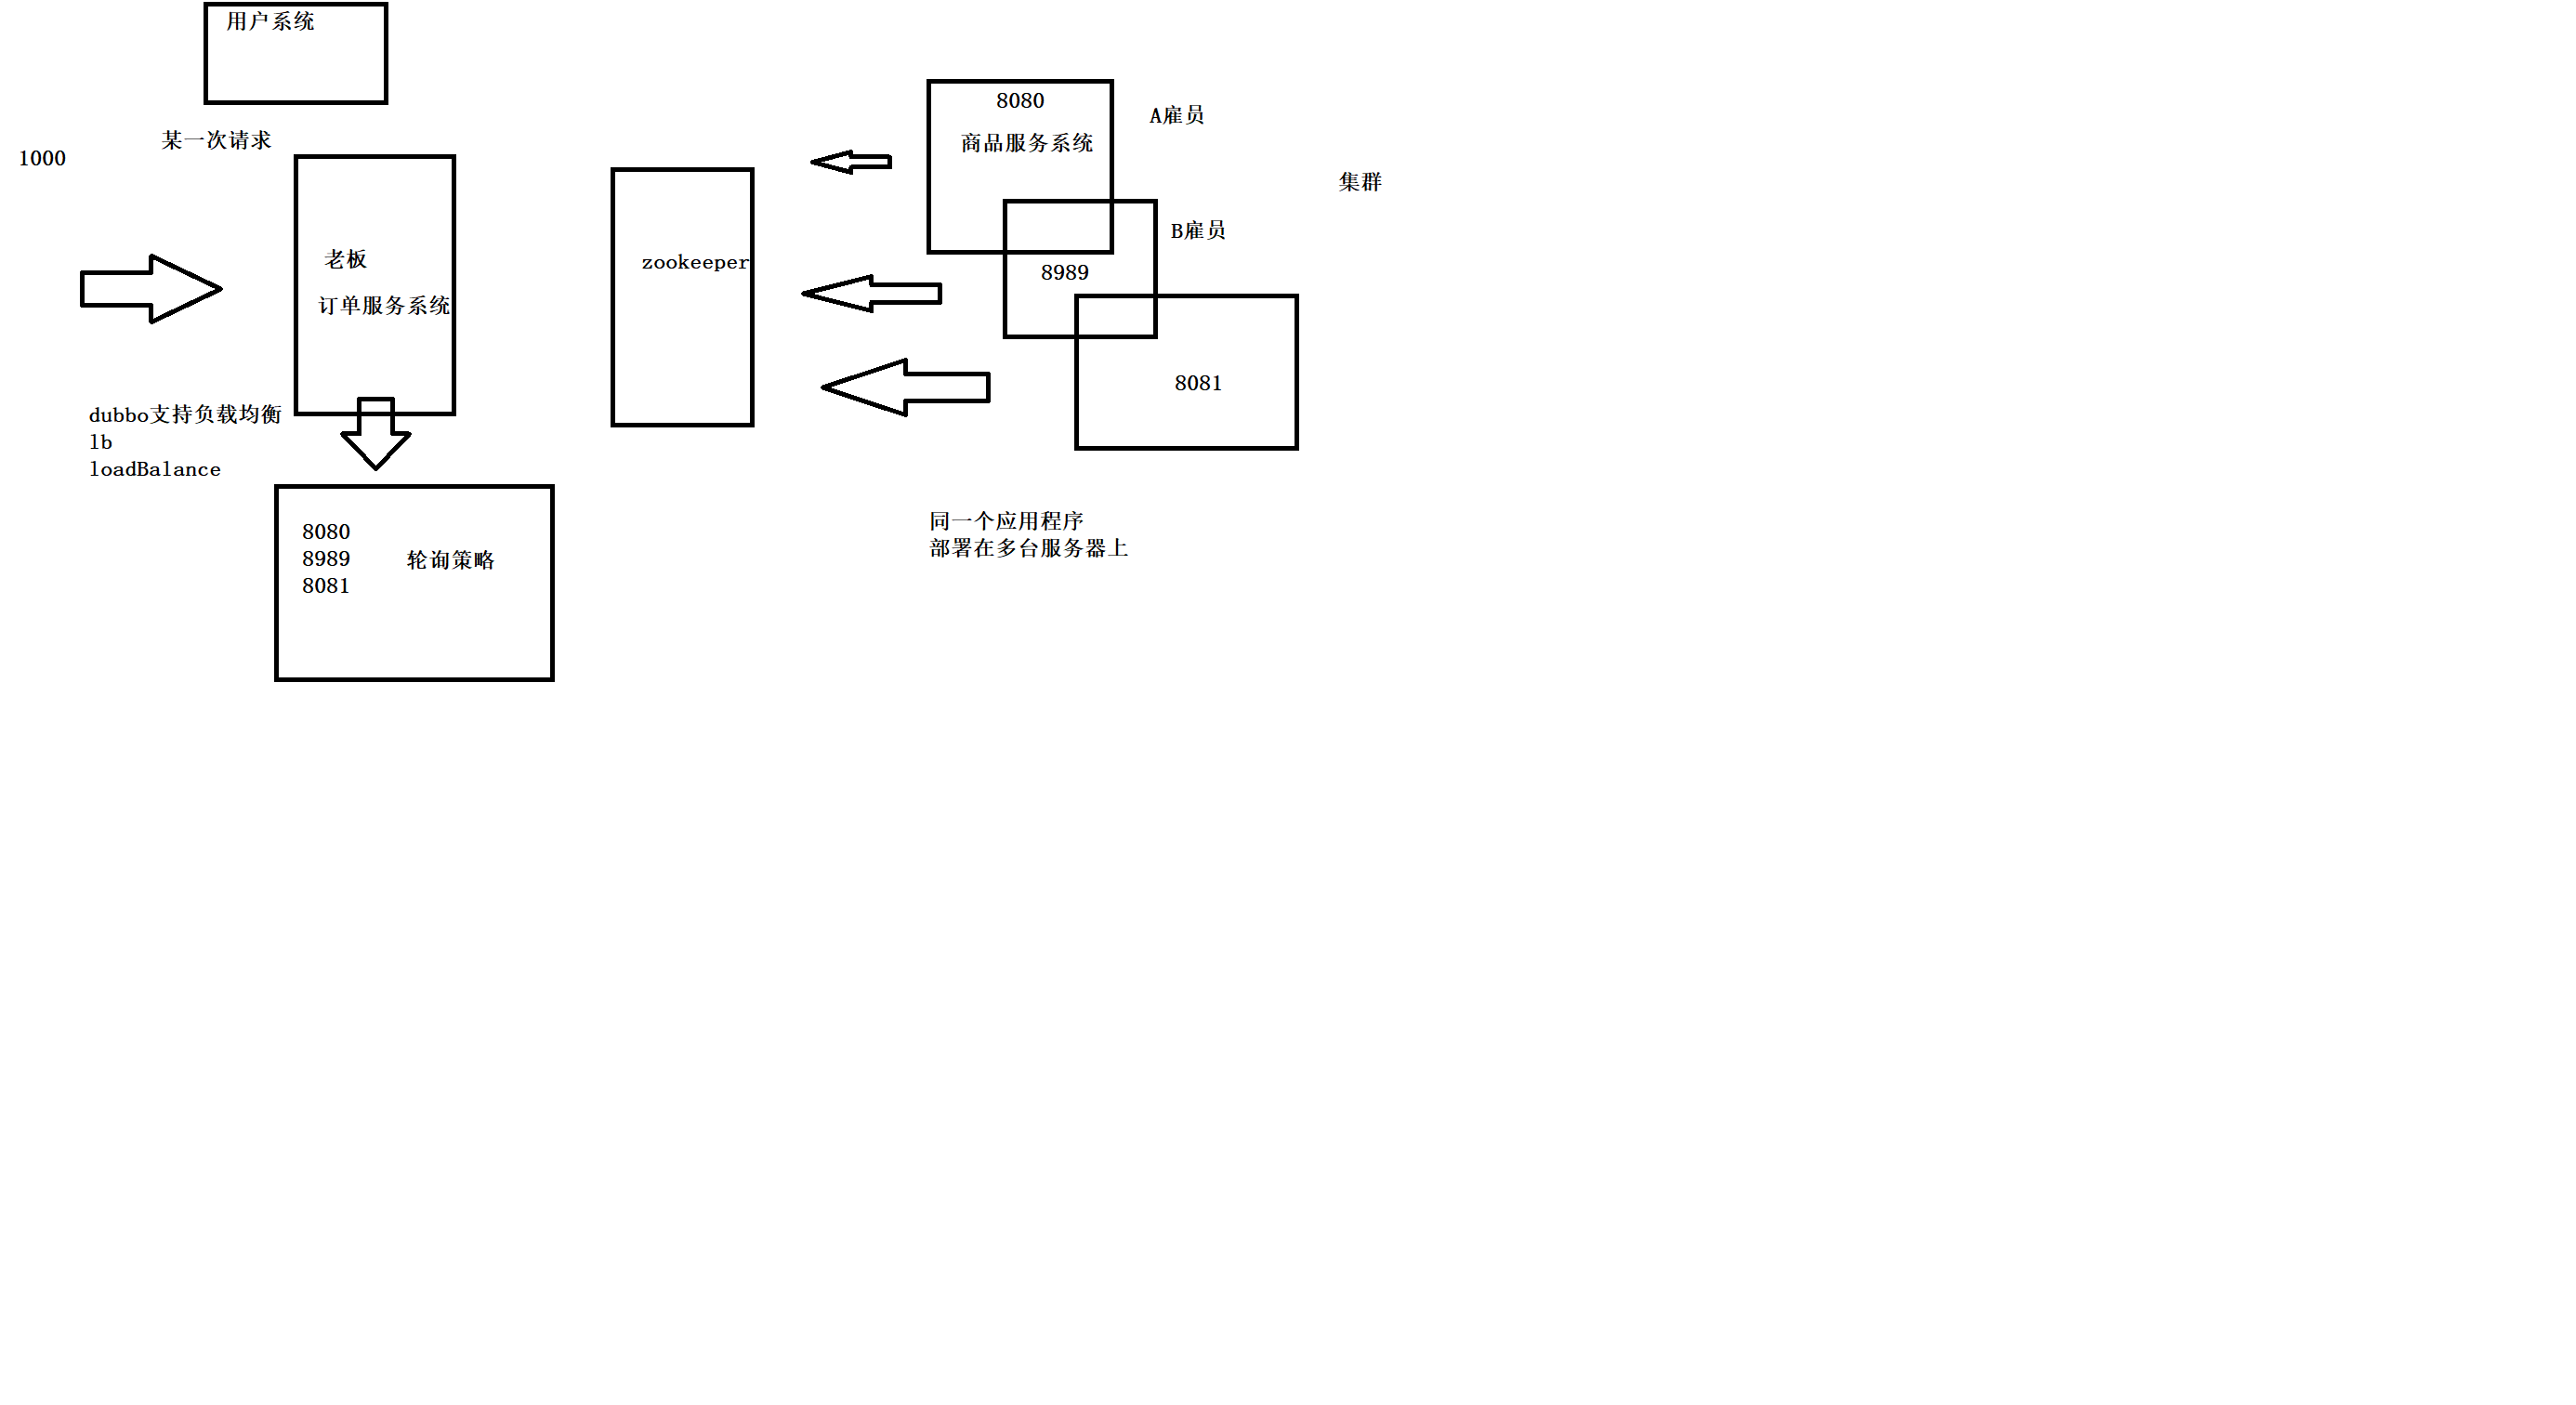 用户系统
某一次请求
1000
老板
订单服务系统
dubbo支持负载均衡
lb
loadBalance
8080
8989
8081
轮询策略
zookeeper
8080
商品服务系统
A雇员
B雇员
8989
8081
集群
同一个应用程序
部署在多台服务器上